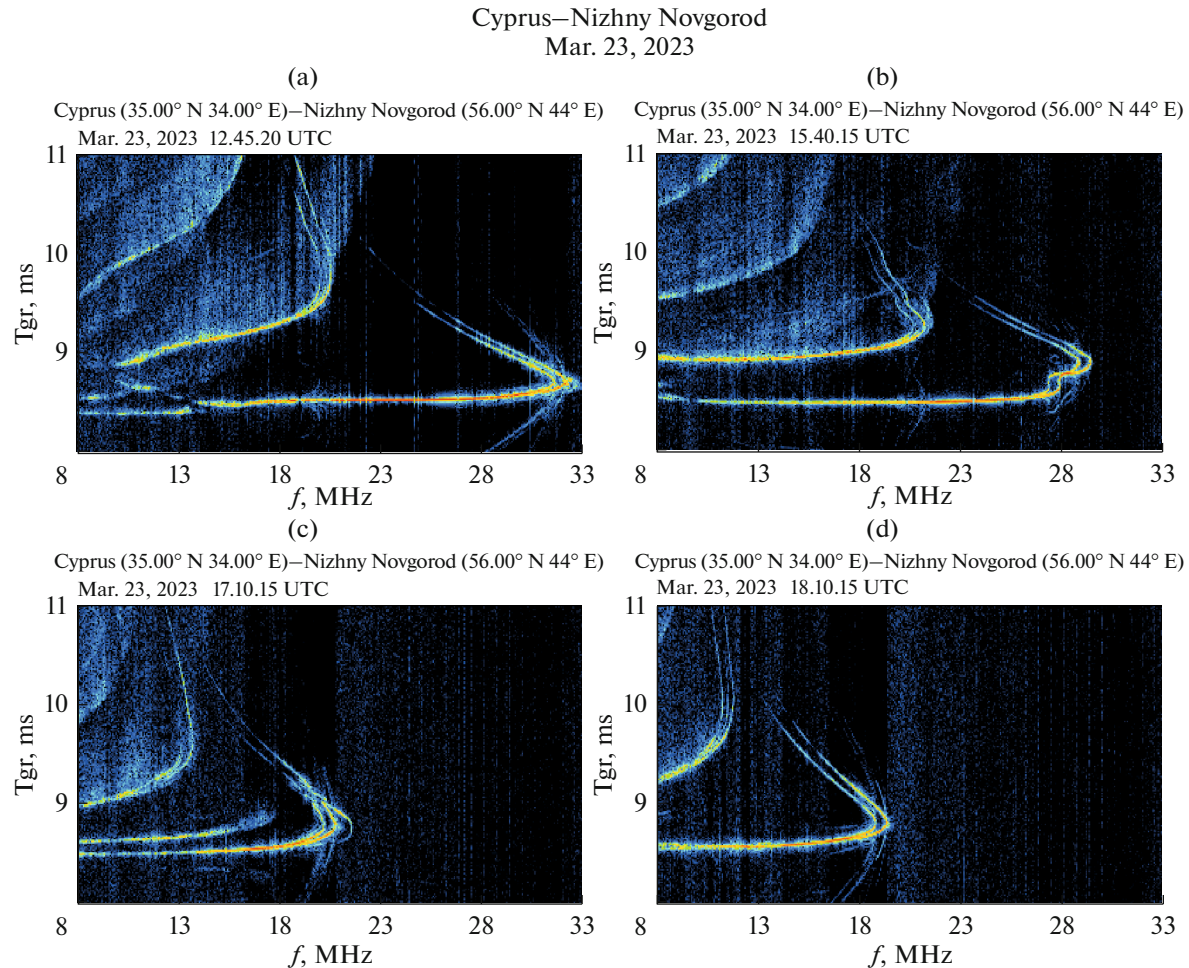 Cyprus–Nizhny Novgorod
Mar. 23, 2023
(a)
Cyprus (35.00° N 34.00° E)–Nizhny Novgorod (56.00° N 44° E)
Mar. 23, 2023 12.45.20 UTC
11
10
9
Tgr, ms
8 13 18 23 28 33
f, MHz
(b)
Cyprus (35.00° N 34.00° E)–Nizhny Novgorod (56.00° N 44° E)
Mar. 23, 2023 15.40.15 UTC
11
10
9
Tgr, ms
8 13 18 23 28 33
f, MHz
(c)
Cyprus (35.00° N 34.00° E)–Nizhny Novgorod (56.00° N 44° E)
Mar. 23, 2023 17.10.15 UTC
11
10
9
Tgr, ms
8 13 18 23 28 33
f, MHz
(d)
Cyprus (35.00° N 34.00° E)–Nizhny Novgorod (56.00° N 44° E)
Mar. 23, 2023 18.10.15 UTC
11
10
9
Tgr, ms
8 13 18 23 28 33
f, MHz